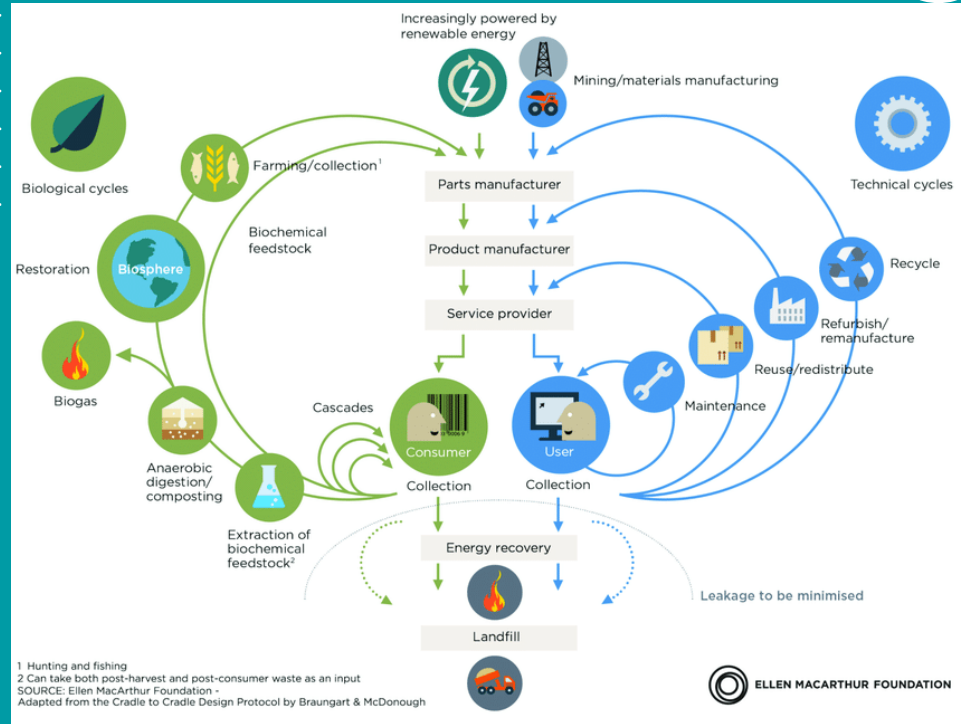 Increasingly powered by
renewable energy
Mining/materials manufacturing
Biological cycles
Technical cycles
Farming/collection¹
Parts manufacturer
Biochemical
feedstock
Product manufacturer
Restoration
Biosphere
Recycle
Service provider
Refurbish/
remanufacture
Reuse/redistribute
Biogas
Cascades
Maintenance
Consumer
User
Anaerobic
digestion/
composting
Collection
Collection
Extraction of
biochemical
feedstock²
Energy recovery
Leakage to be minimised
Landfill
1 Hunting and fishing
2 Can take both post-harvest and post-consumer waste as an input
SOURCE: Ellen MacArthur Foundation -
Adapted from the Cradle to Cradle Design Protocol by Braungart & McDonough
ELLEN MACARTHUR FOUNDATION